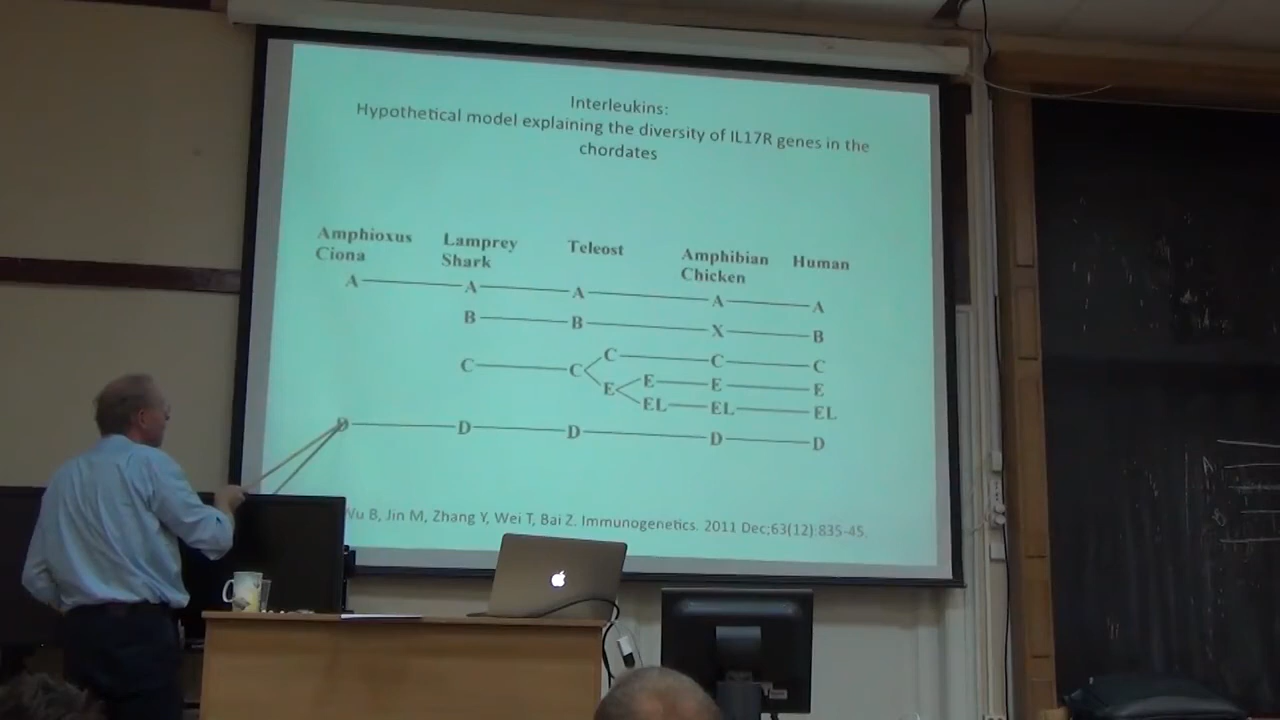 Interleukins:
Hypothetical model explaining the diversity of IL17R genes in the
chordates
Amphioxus Lamprey Teleost Amphibian Human
Ciona Shark Chicken
A A A A A
B B X B
C C C C C
E E E E
EL EL EL
D D D D D
Wu B, Jin M, Zhang Y, Wei T, Bai Z. Immunogenetics. 2011 Dec;63(12):835-45.